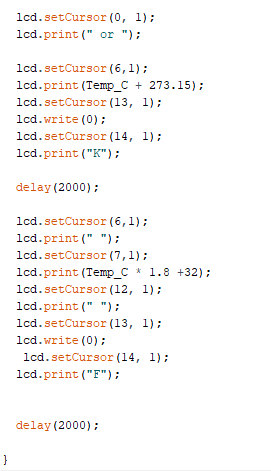 lcd.setCursor(0, 1);
lcd.print(" or ");
lcd.setCursor(6,1);
lcd.print(Temp_C + 273.15);
lcd.setCursor(13, 1);
lcd.write(0);
lcd.setCursor(14, 1);
lcd.print("K");
delay(2000);
lcd.setCursor(6,1);
lcd.print(" ");
lcd.setCursor(7,1);
lcd.print(Temp_C * 1.8 +32);
lcd.setCursor(12, 1);
lcd.print(" ");
lcd.setCursor(13, 1);
lcd.write(0);
lcd.setCursor(14, 1);
lcd.print("F");
delay(2000);
}